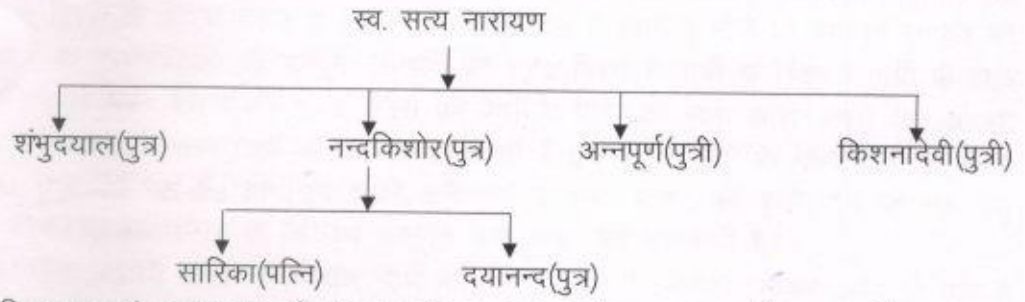 स्व. सत्य नारायण
शंभुदयाल(पुत्र) नन्दकिशोर(पुत्र) अन्नपूर्ण(पुत्री) किशनादेवी(पुत्री)
सारिका(पत्नि) दयानन्द(पुत्र)